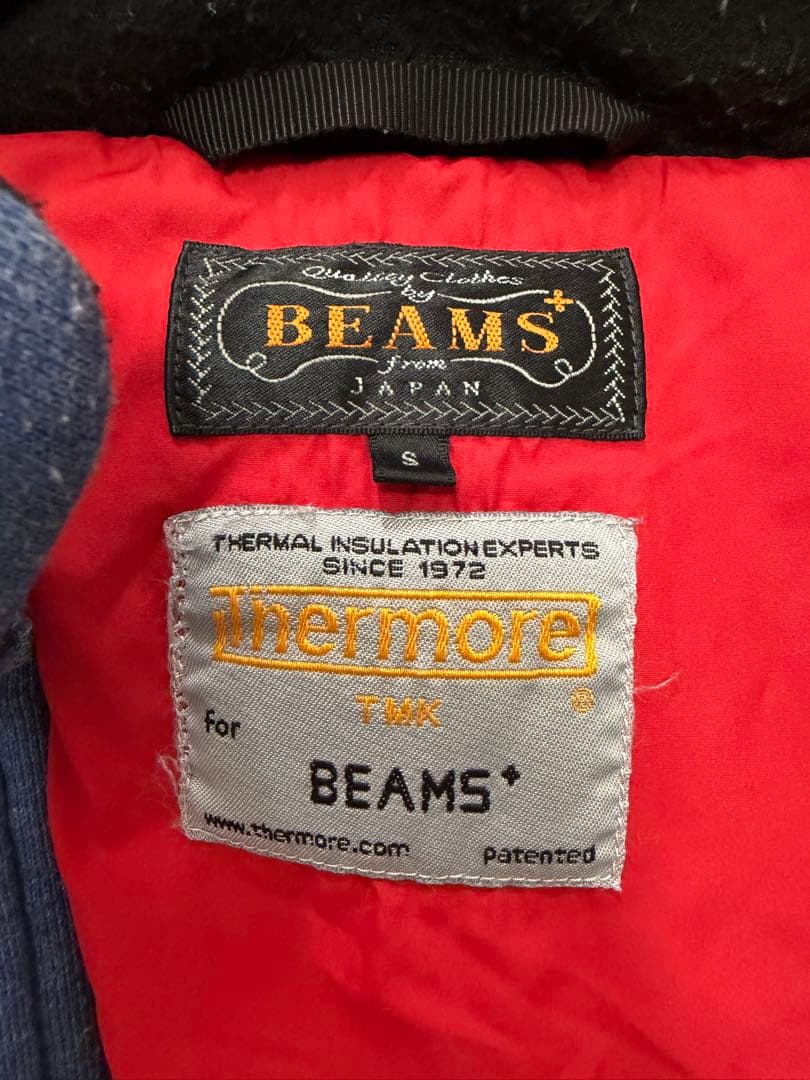 Quality Clothes
by
BEAMS+
from
JAPAN
S
THERMAL INSULATION EXPERTS
SINCE 1972
Thermore
®
TMK
for
BEAMS+
www.thermore.com
patented